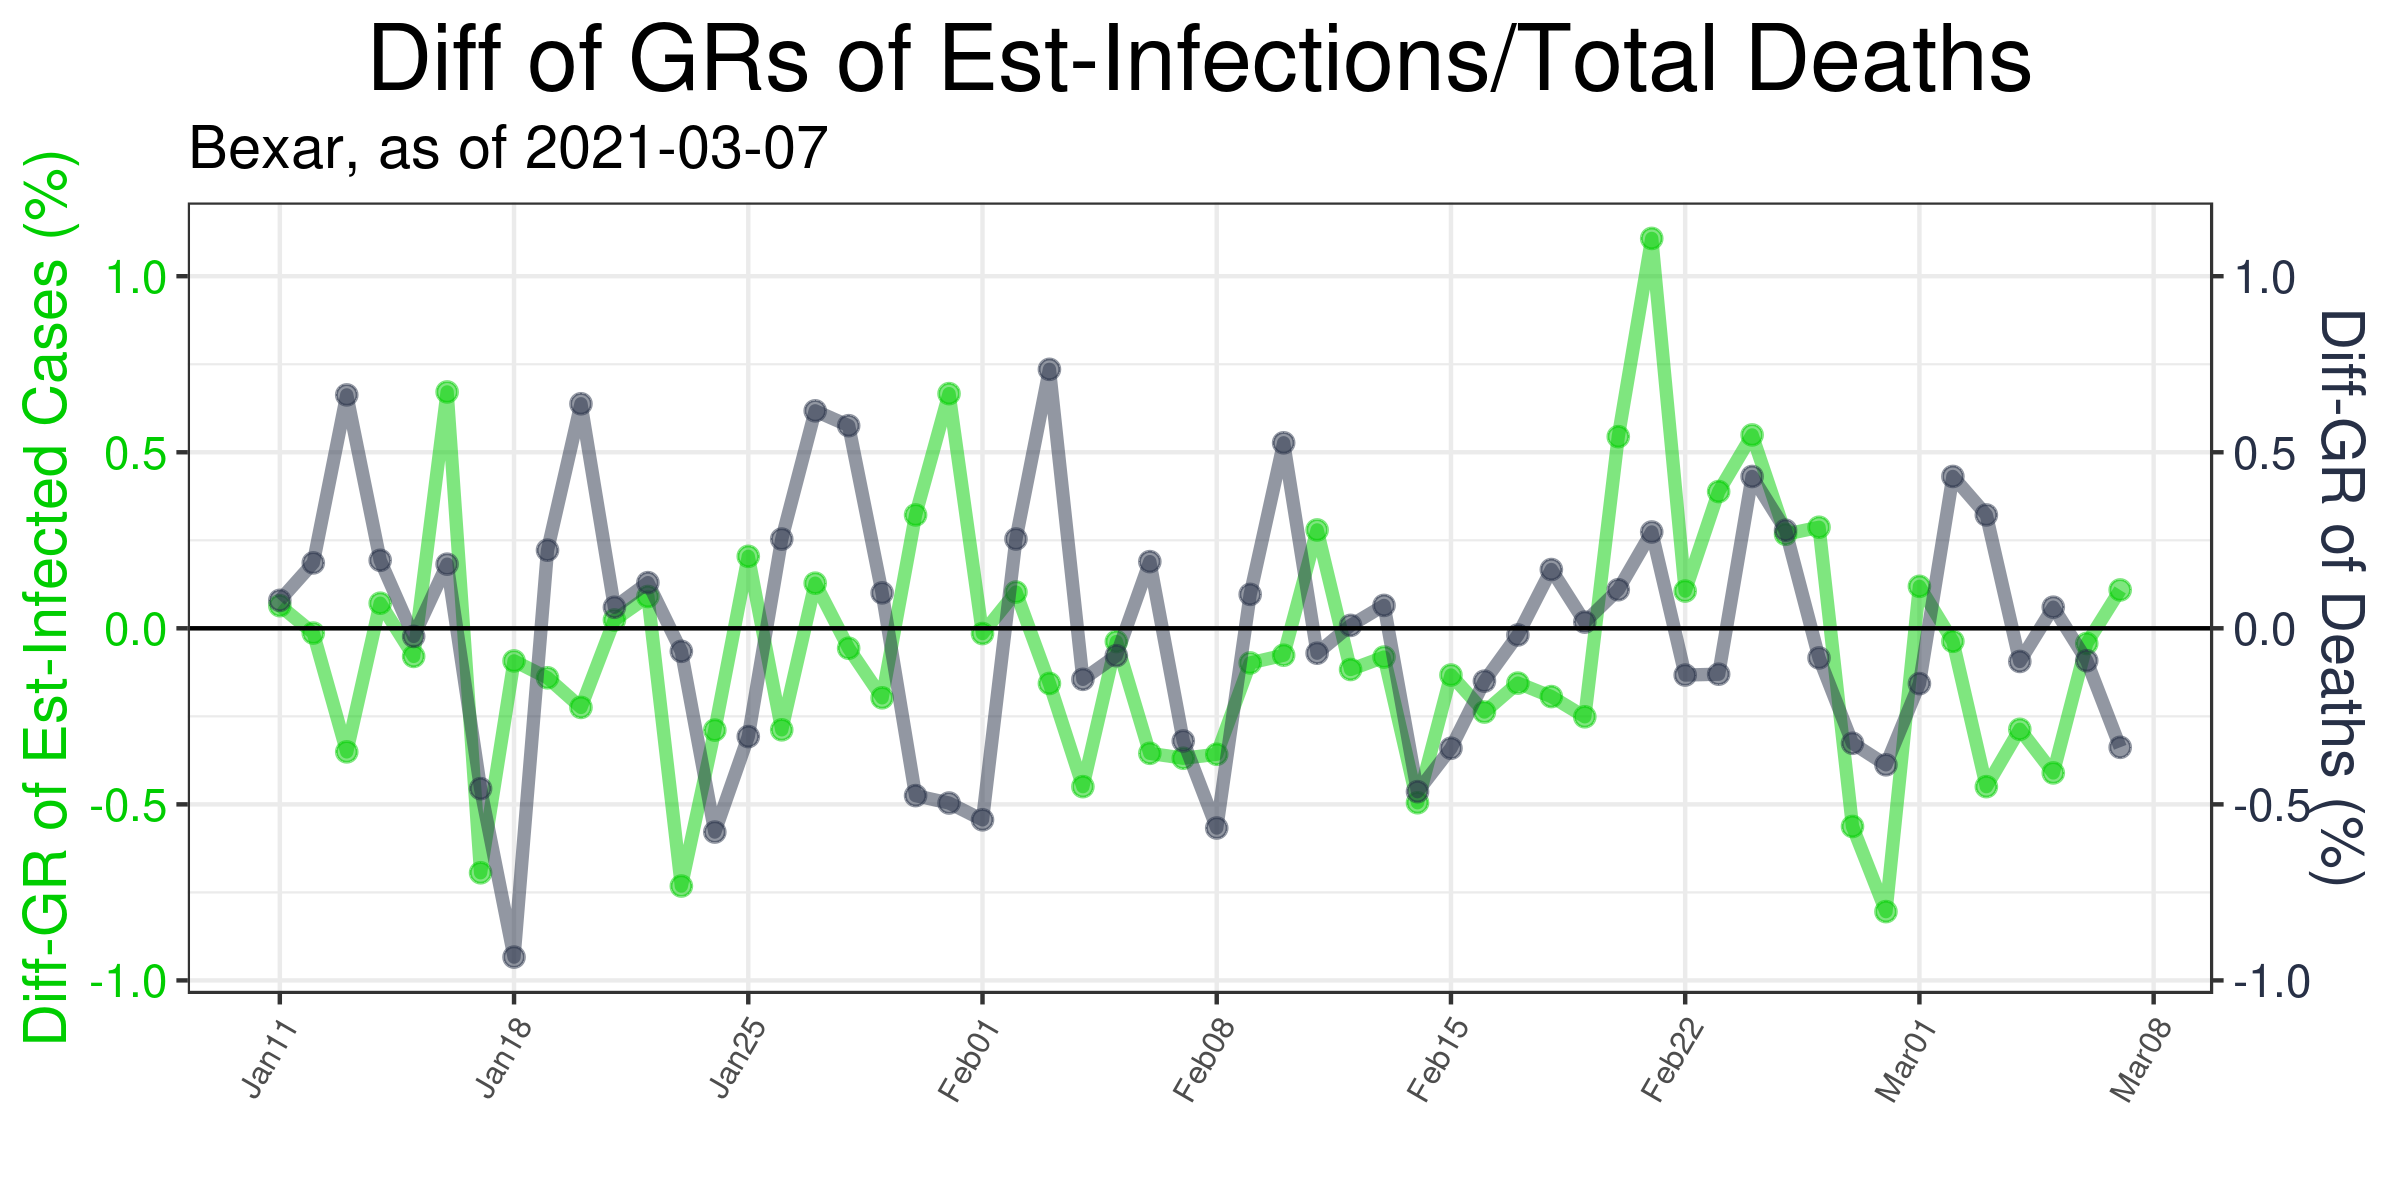 Diff of GRs of Est-Infections/Total Deaths
Bexar, as of 2021-03-07
Diff-GR of Est-Infected Cases (%)
1.0
0.5
0.0
-0.5
-1.0
1.0
0.5
0.0
-0.5
-1.0
Diff-GR of Deaths (%)
Jan11
Jan18
Jan25
Feb01
Feb08
Feb15
Feb22
Mar01
Mar08